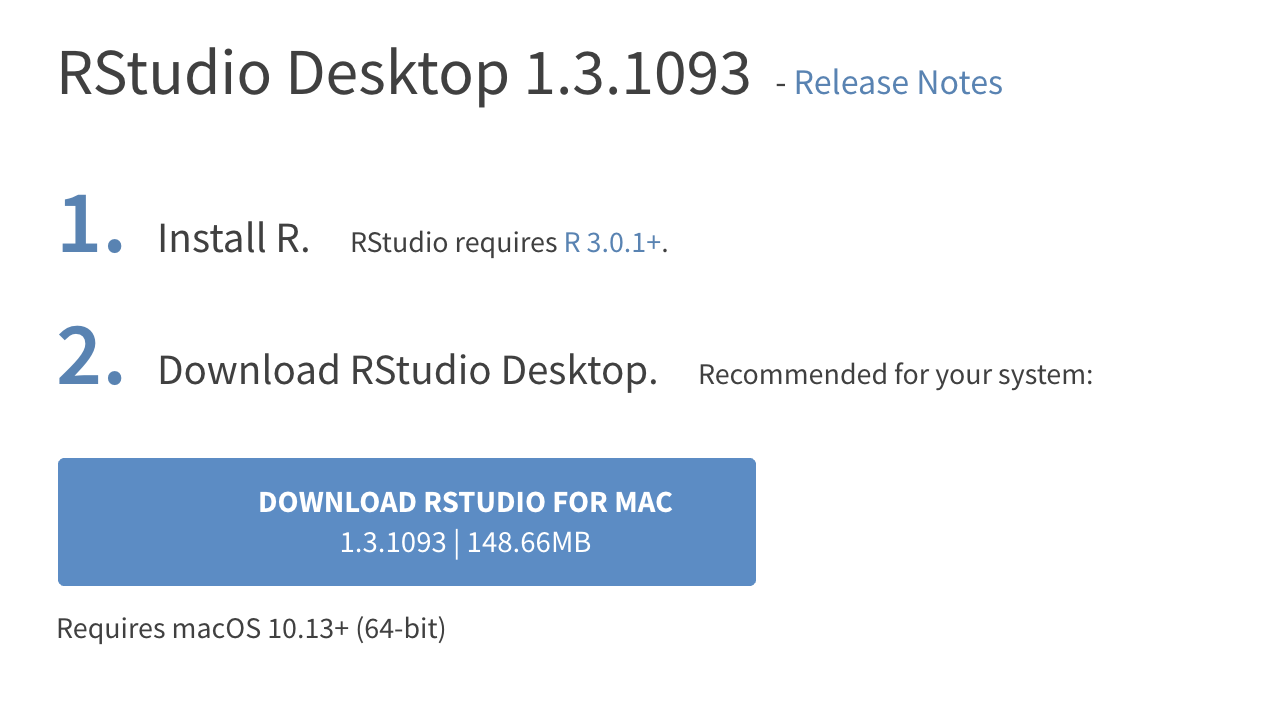 RStudio Desktop 1.3.1093 - Release Notes
1. Install R. RStudio requires R 3.0.1+.
2. Download RStudio Desktop. Recommended for your system:
DOWNLOAD RSTUDIO FOR MAC
1.3.1093 | 148.66MB
Requires macOS 10.13+ (64-bit)